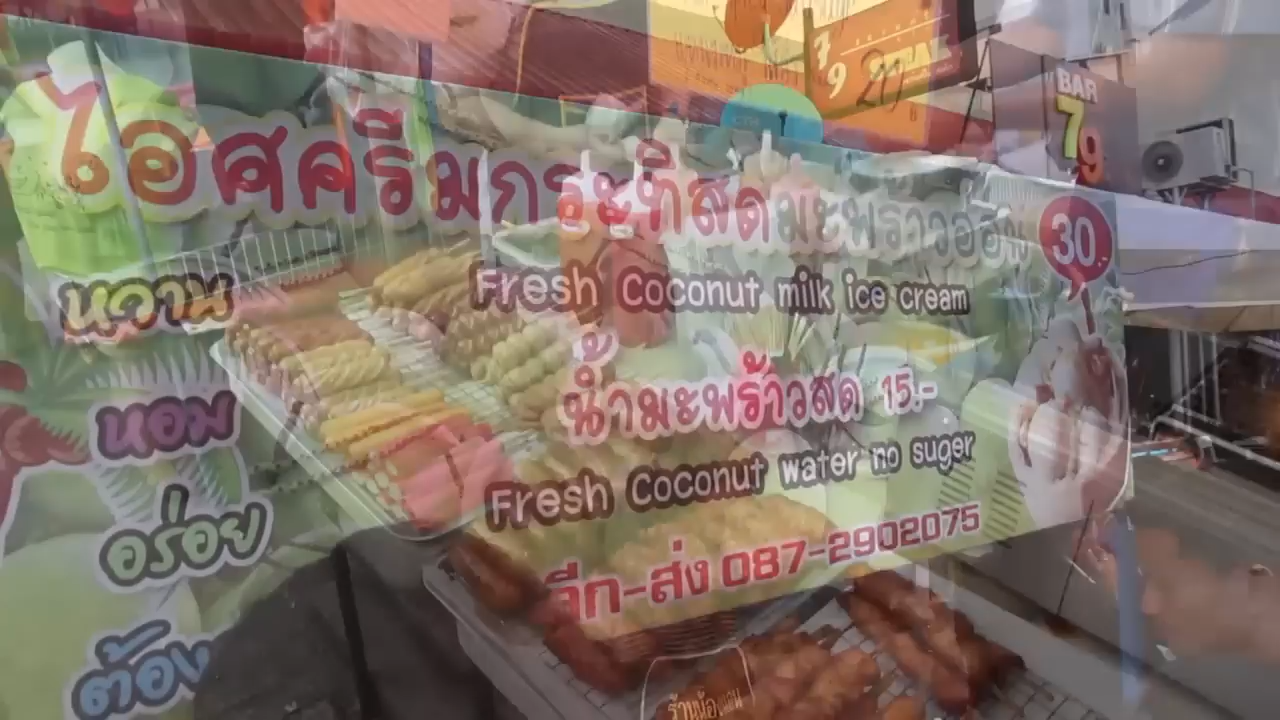 BAR
79
ไอศครีมกะทิสดมะพร้าวอ่อน 30.-
Fresh Coconut milk ice cream
หวาน
น้ำมะพร้าวสด 15.-
หอม
Fresh Coconut water no suger
อร่อย
ปลีก-ส่ง 087-2902075
ต้อง